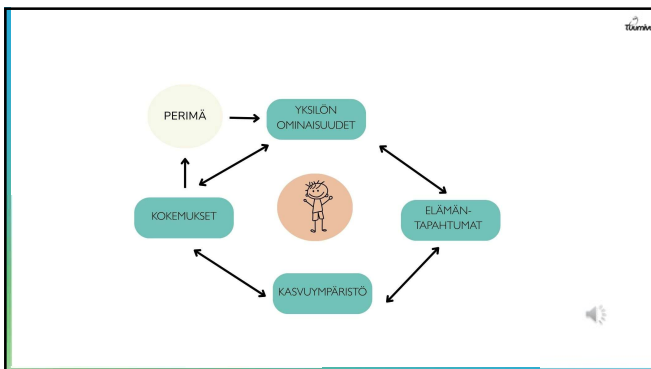 PERIMÄ
YKSILÖN
OMINAISUUDET
KOKEMUKSET
ELÄMÄN-
TAPAHTUMAT
KASVUYMPÄRISTÖ